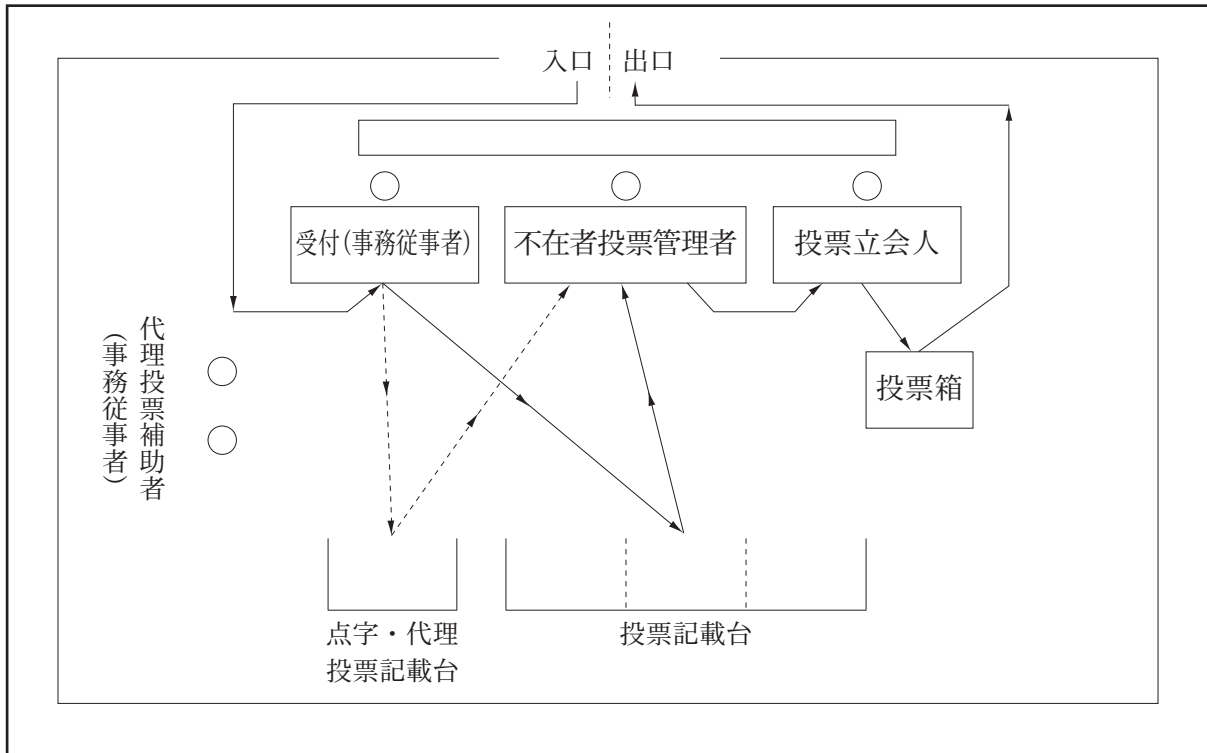 入口
出口
受付(事務従事者)
不在者投票管理者
投票立会人
投票箱
代理投票補助者
(事務従事者)
点字・代理
投票記載台
投票記載台